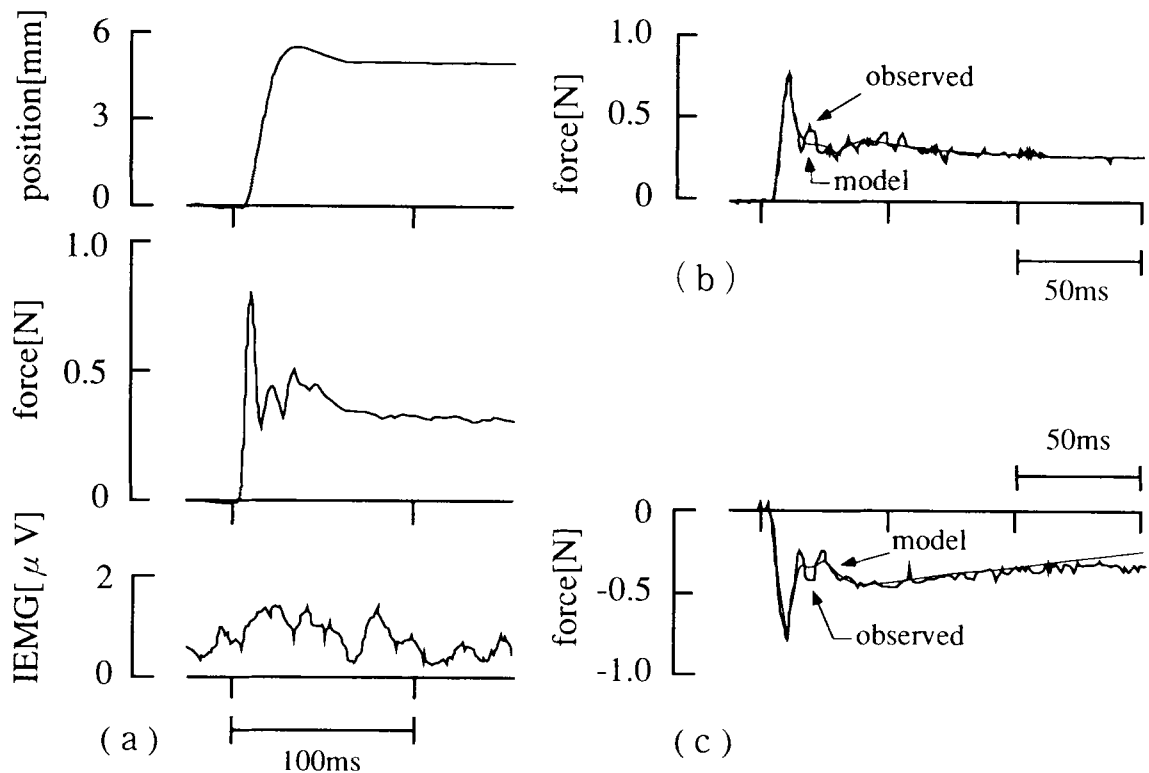 position[mm]
6
3
0
force[N]
1.0
0.5
0
IEMG[μV]
2
0
(a)
100ms
force[N]
1.0
0.5
0
observed
model
(b)
50ms
50ms
force[N]
0
-0.5
-1.0
model
observed
(c)